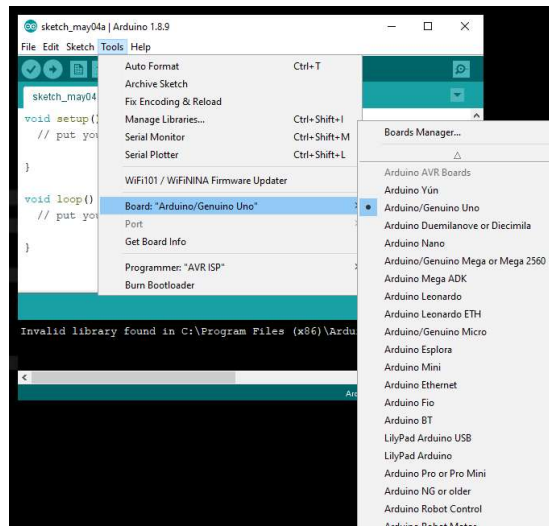 sketch_may04a | Arduino 1.8.9
File Edit Sketch Tools Help
sketch_may04
void setup()
// put you
}
void loop()
// put you
}
Auto Format Ctrl+T
Archive Sketch
Fix Encoding & Reload
Manage Libraries... Ctrl+Shift+I
Serial Monitor Ctrl+Shift+M
Serial Plotter Ctrl+Shift+L
WiFi101 / WiFiNINA Firmware Updater
Board: "Arduino/Genuino Uno"
Port
Get Board Info
Programmer: "AVR ISP"
Burn Bootloader
Boards Manager...
Arduino AVR Boards
Arduino Yún
Arduino/Genuino Uno
Arduino Duemilanove or Diecimila
Arduino Nano
Arduino/Genuino Mega or Mega 2560
Arduino Mega ADK
Arduino Leonardo
Arduino Leonardo ETH
Arduino/Genuino Micro
Arduino Esplora
Arduino Mini
Arduino Ethernet
Arduino Fio
Arduino BT
LilyPad Arduino USB
LilyPad Arduino
Arduino Pro or Pro Mini
Arduino NG or older
Arduino Robot Control
Arduino Robot Motor
Invalid library found in C:\Program Files (x86)\Ardu
Ar